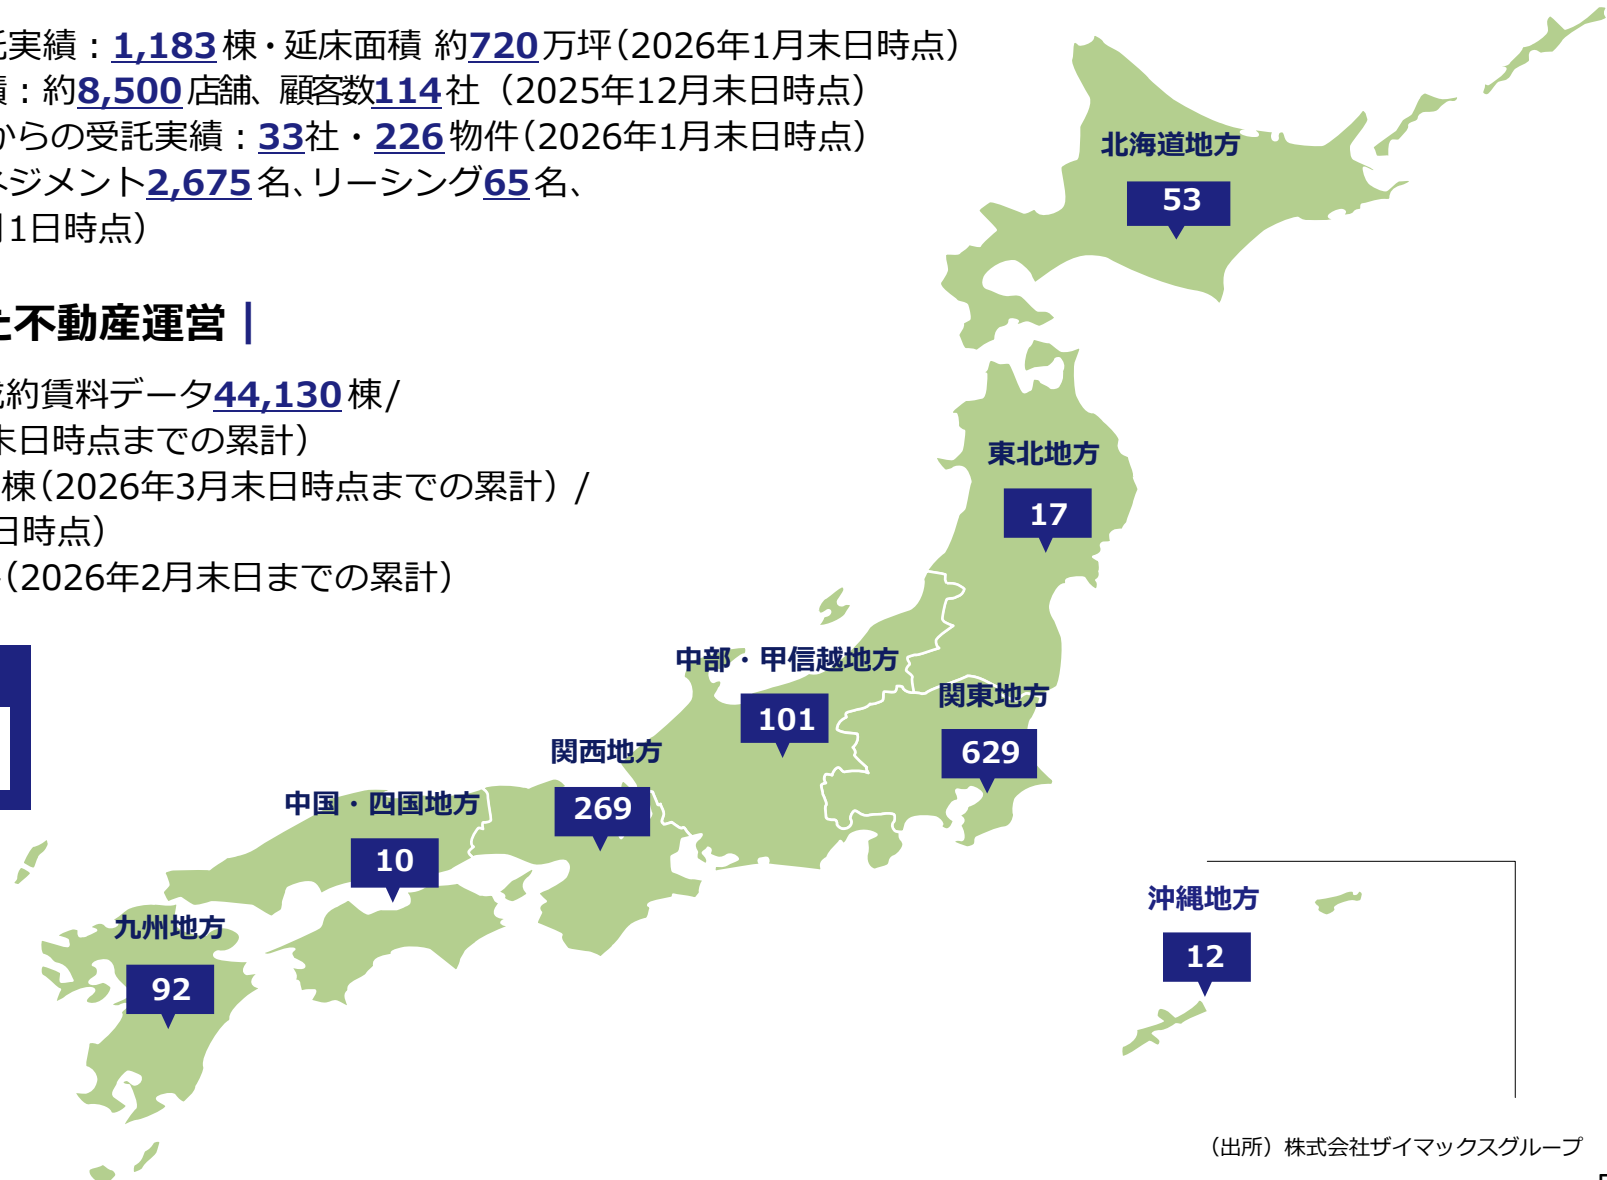 託実績：1,183棟・延床面積 約720万坪（2026年1月末日時点）
績：約8,500店舗、顧客数114社（2025年12月末日時点）
からの受託実績：33社・226物件（2026年1月末日時点）
ネジメント2,675名、リーシング65名、
月1日時点）
た不動産運営｜
成約賃料データ44,130棟/
末日時点までの累計）
棟（2026年3月末日時点までの累計）/
日時点）
（2026年2月末日までの累計）
北海道地方
53
東北地方
17
中部・甲信越地方
101
関東地方
629
関西地方
269
中国・四国地方
10
九州地方
92
沖縄地方
12
（出所）株式会社ザイマックスグループ